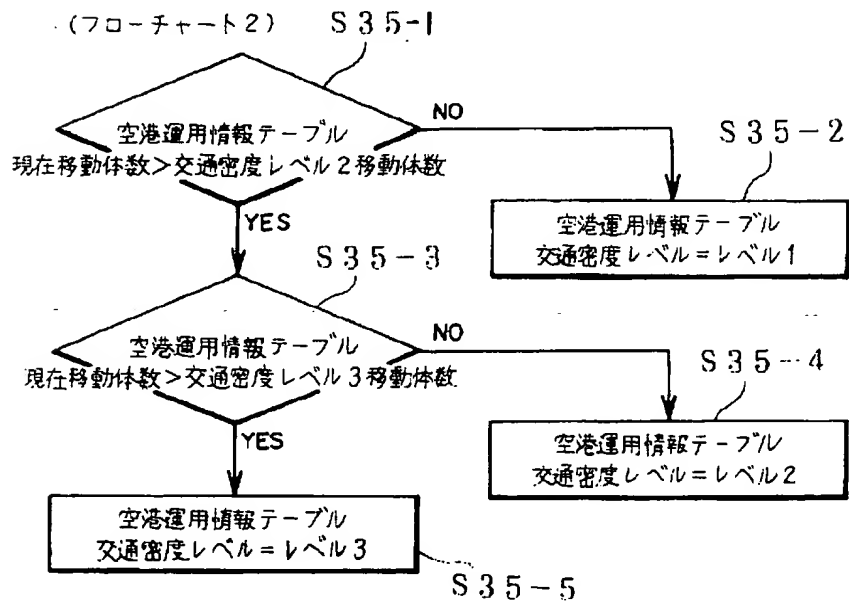 (フローチャート2)
S35-1
空港運用情報テーブル
現在移動体数>交通密度レベル2移動体数
NO
S35-2
空港運用情報テーブル
交通密度レベル=レベル1
YES
S35-3
空港運用情報テーブル
現在移動体数>交通密度レベル3移動体数
NO
S35-4
空港運用情報テーブル
交通密度レベル=レベル2
YES
空港運用情報テーブル
交通密度レベル=レベル3
S35-5